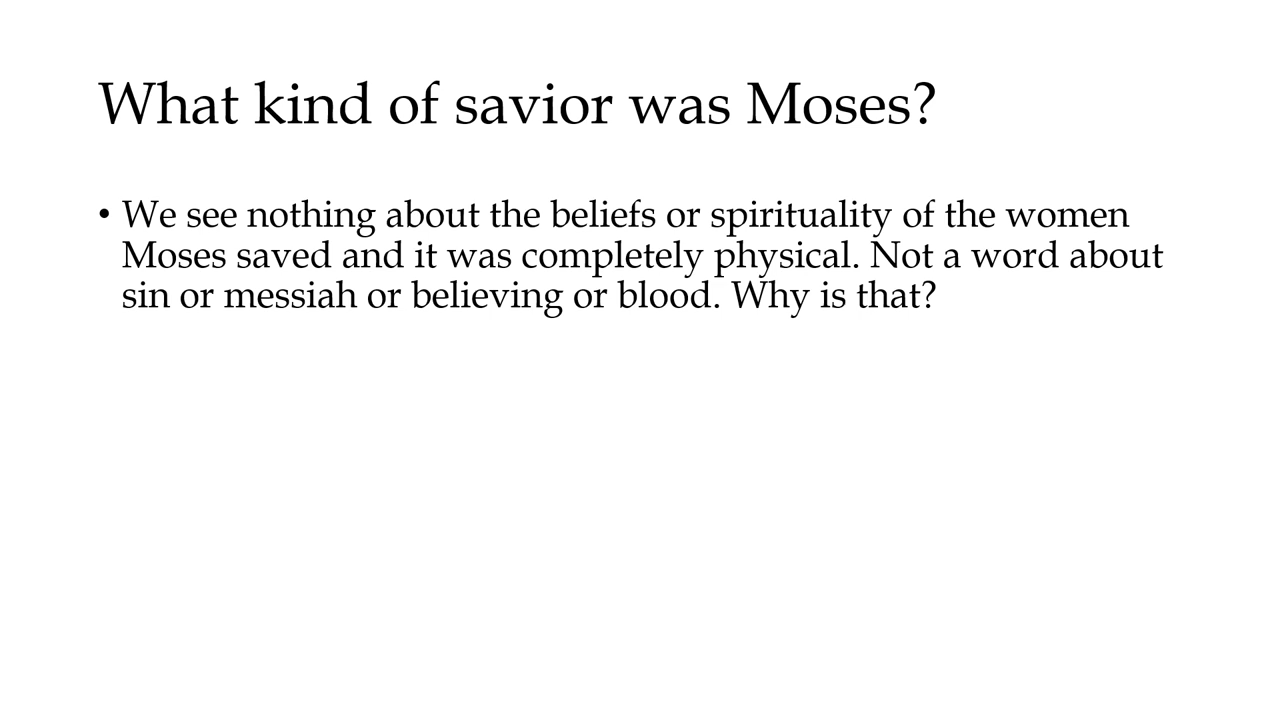 What kind of savior was Moses?
• We see nothing about the beliefs or spirituality of the women
Moses saved and it was completely physical. Not a word about
sin or messiah or believing or blood. Why is that?